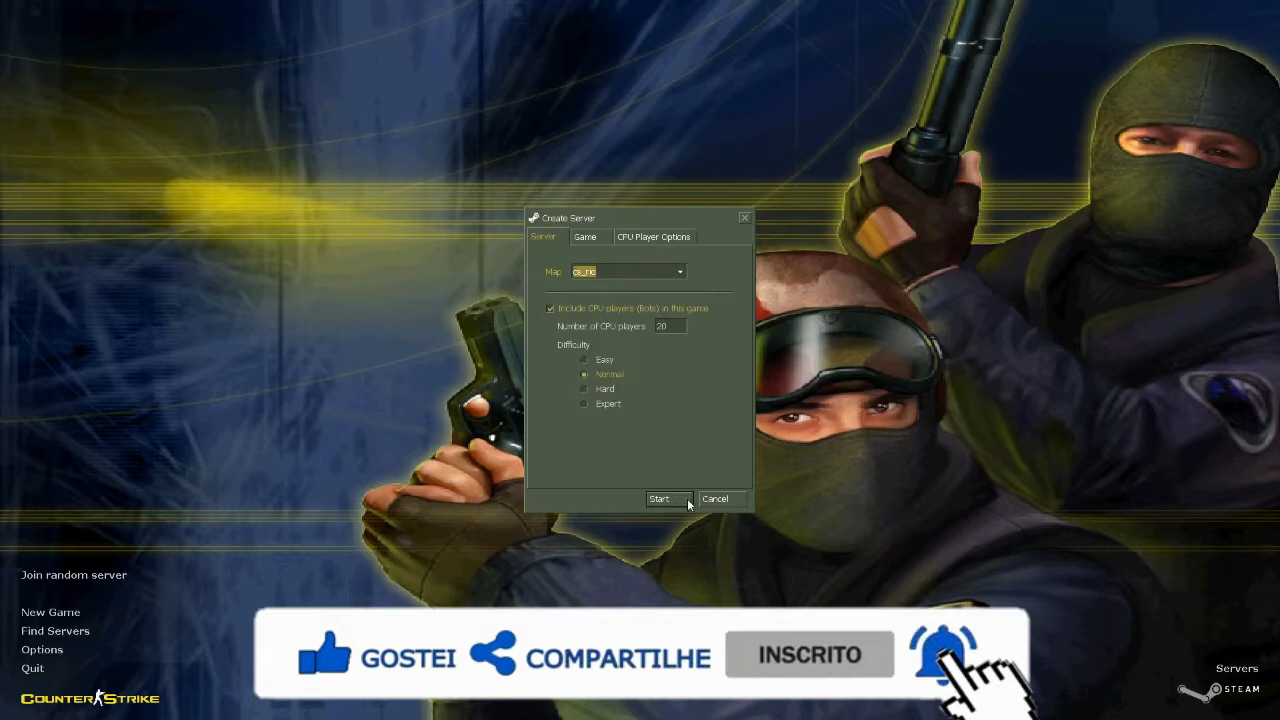 Create Server
Server Game CPU Player Options
Map cs_rio
Include CPU players (Bots) in this game
Number of CPU players 20
Difficulty
Easy
Normal
Hard
Expert
Start Cancel
Join random server
New Game
Find Servers
Options
Quit
COUNTER STRIKE
GOSTEI COMPARTILHE INSCRITO
Servers
STEAM